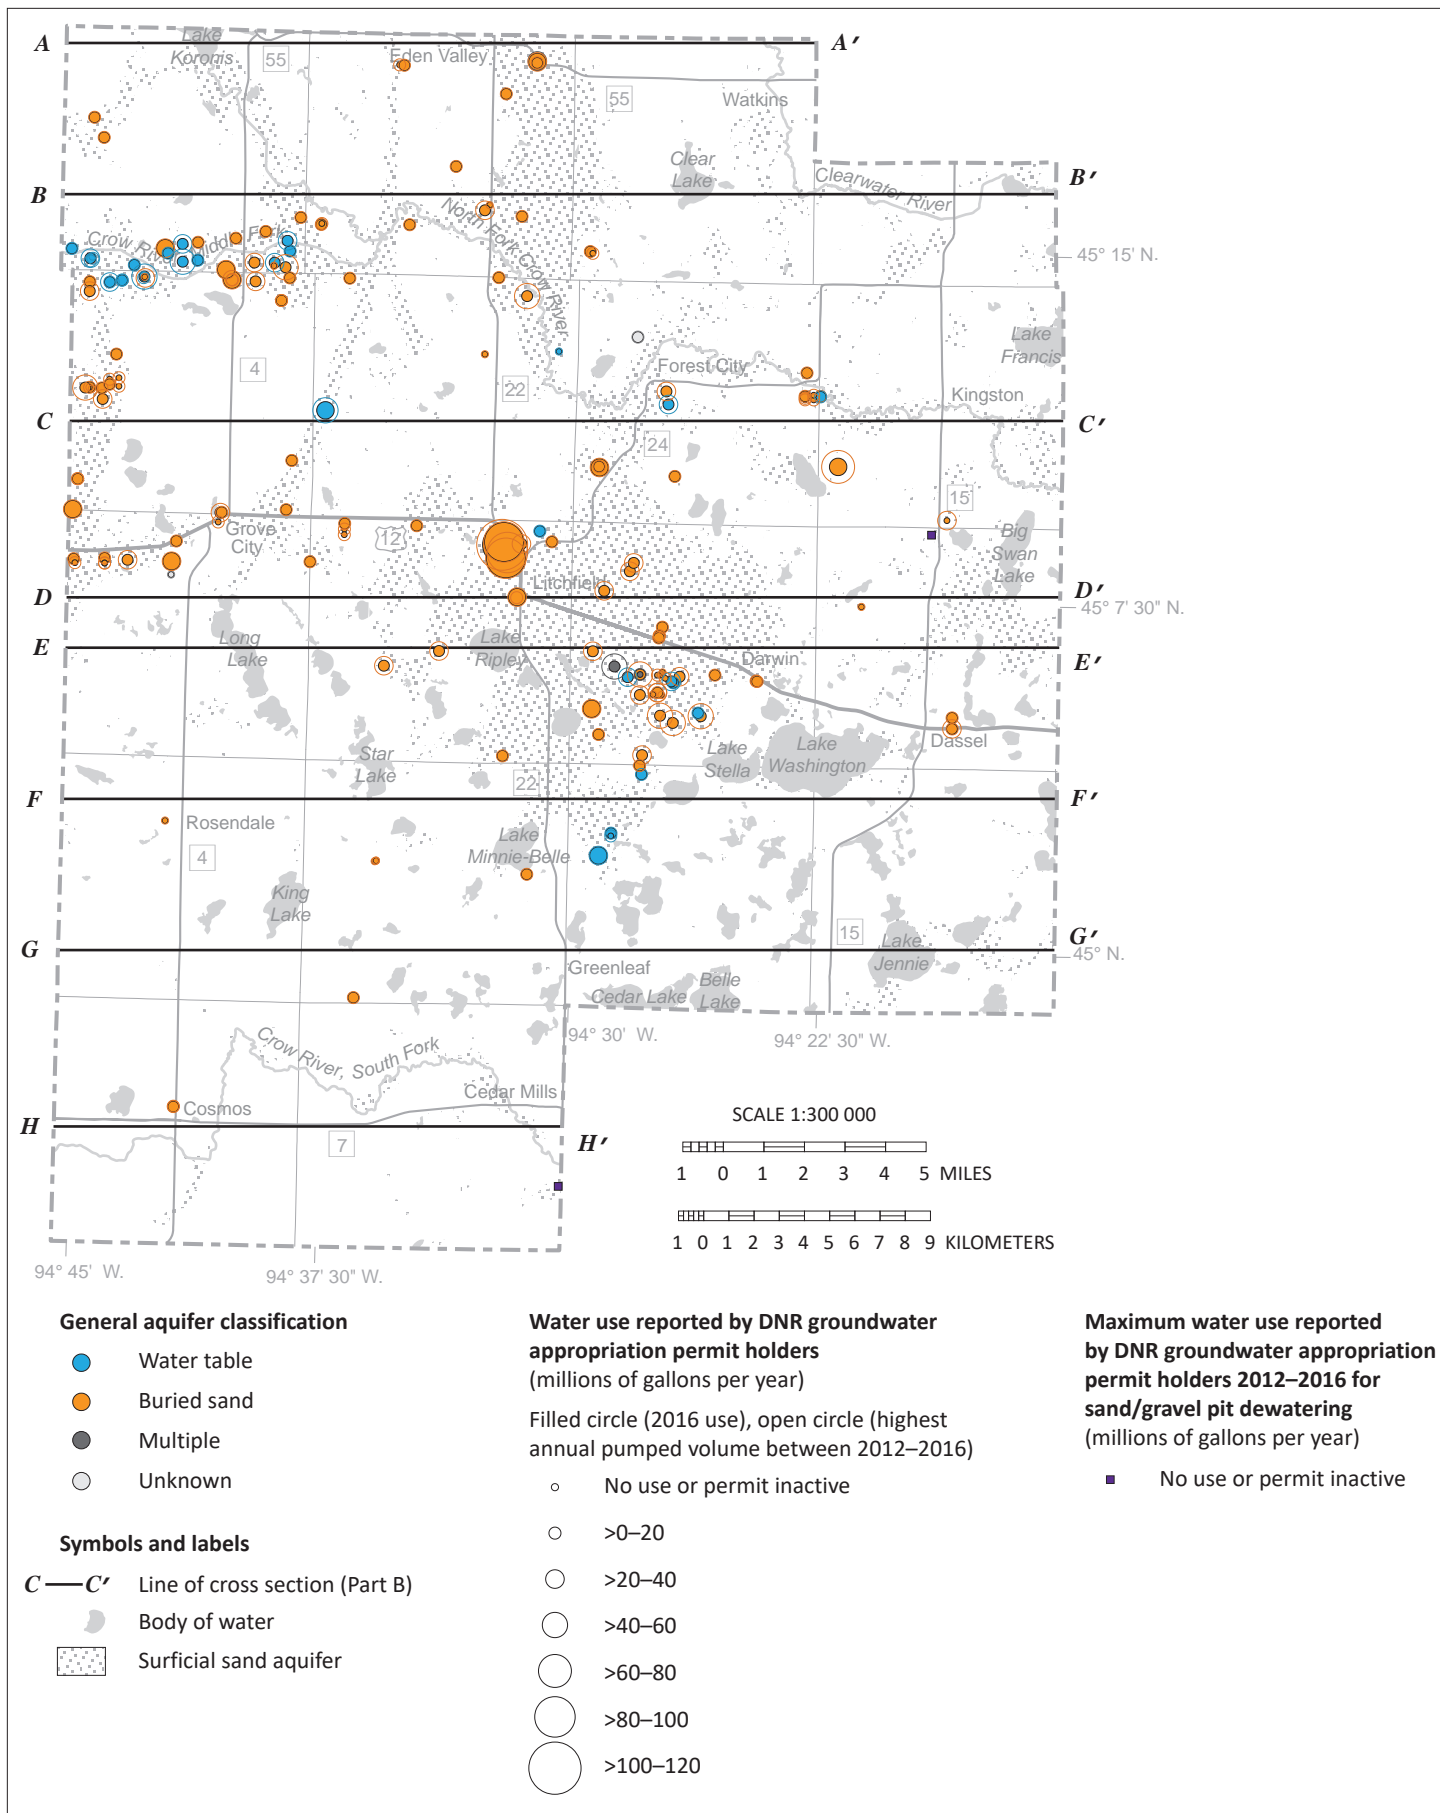 A
A′
Lake
Koronis
55
Eden Valley
55
Watkins
Clear
Lake
B
B′
Clearwater River
North Fork Crow River
Crow River, Middle Fork
45° 15' N.
Lake
Francis
4
22
Forest City
Kingston
C
C′
24
15
Grove
City
12
Big
Swan
Lake
Litchfield
D
D′
45° 7' 30" N.
E
E′
Long
Lake
Lake
Ripley
Darwin
Star
Lake
Lake
Stella
Lake
Washington
Dassel
22
F
F′
Rosendale
4
Lake
Minnie-Belle
King
Lake
15
G
G′
Lake
Jennie
45° N.
Greenleaf
Cedar Lake
Belle
Lake
94° 30' W.
94° 22' 30" W.
Crow River, South Fork
Cosmos
Cedar Mills
H
H′
7
SCALE 1:300 000
1 0 1 2 3 4 5 MILES
1 0 1 2 3 4 5 6 7 8 9 KILOMETERS
94° 45' W.
94° 37' 30" W.
General aquifer classification
Water table
Buried sand
Multiple
Unknown
Symbols and labels
C C′ Line of cross section (Part B)
Body of water
Surficial sand aquifer
Water use reported by DNR groundwater
appropriation permit holders
(millions of gallons per year)
Filled circle (2016 use), open circle (highest
annual pumped volume between 2012–2016)
No use or permit inactive
>0–20
>20–40
>40–60
>60–80
>80–100
>100–120
Maximum water use reported
by DNR groundwater appropriation
permit holders 2012–2016 for
sand/gravel pit dewatering
(millions of gallons per year)
No use or permit inactive